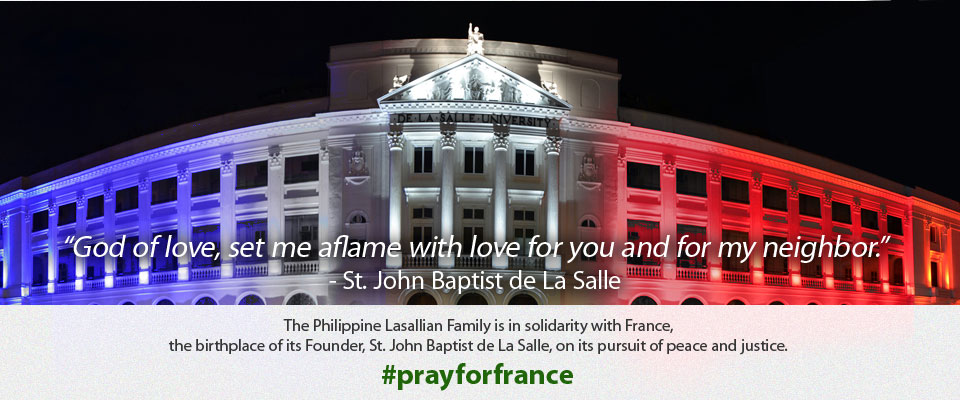 DE LA SALLE UNIVERSITY
“God of love, set me aflame with love for you and for my neighbor.”
- St. John Baptist de La Salle
The Philippine Lasallian Family is in solidarity with France,
the birthplace of its Founder, St. John Baptist de La Salle, on its pursuit of peace and justice.
#prayforfrance